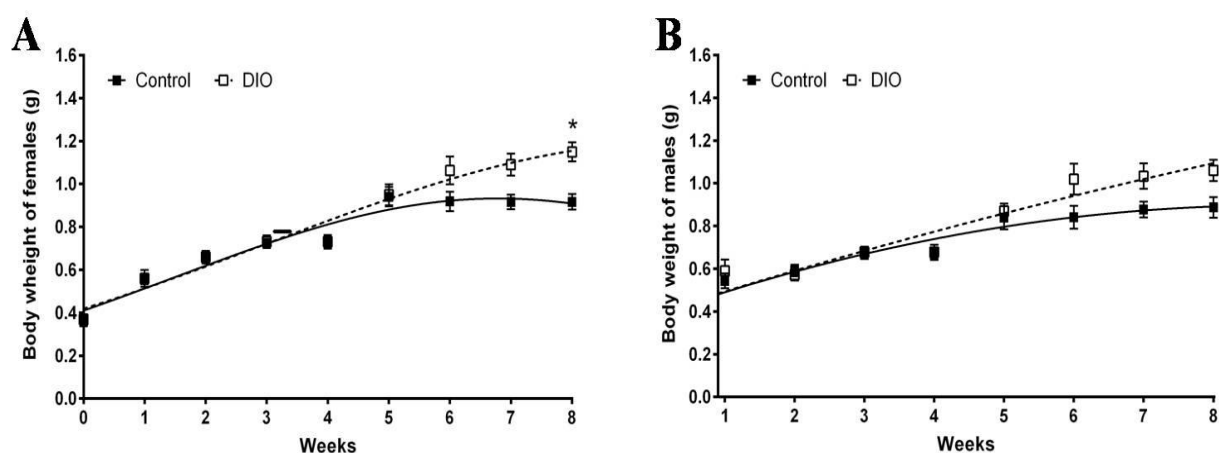 A
Body wheight of females (g)
1.6
1.4
1.2
1.0
0.8
0.6
0.4
0.2
0.0
Control DIO
*
0 1 2 3 4 5 6 7 8
Weeks
B
Body weight of males (g)
1.6
1.4
1.2
1.0
0.8
0.6
0.4
0.2
0.0
Control DIO
1 2 3 4 5 6 7 8
Weeks